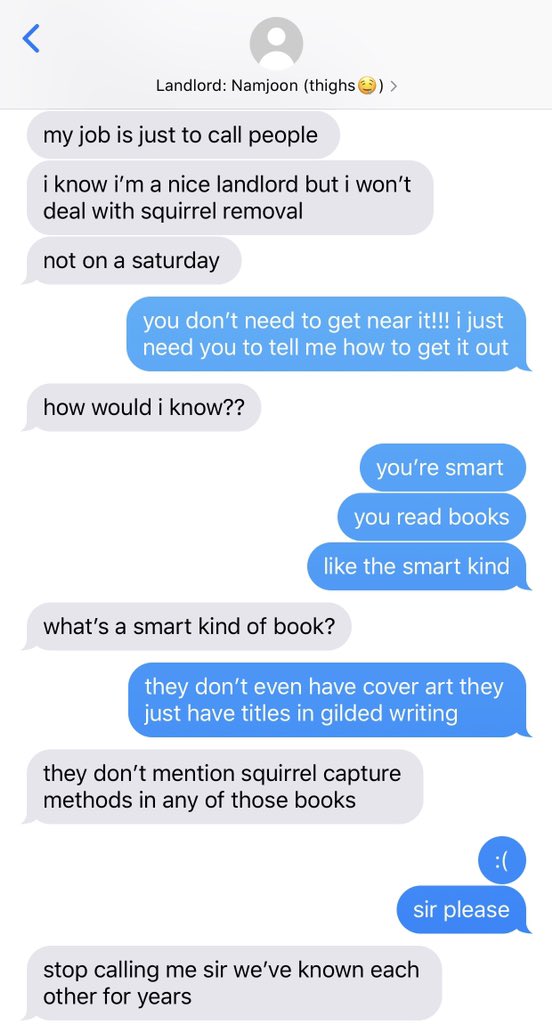 Landlord: Namjoon (thighs🤤) >
my job is just to call people
i know i’m a nice landlord but i won’t
deal with squirrel removal
not on a saturday
you don’t need to get near it!!! i just
need you to tell me how to get it out
how would i know??
you’re smart
you read books
like the smart kind
what’s a smart kind of book?
they don’t even have cover art they
just have titles in gilded writing
they don’t mention squirrel capture
methods in any of those books
:(
sir please
stop calling me sir we’ve known each
other for years